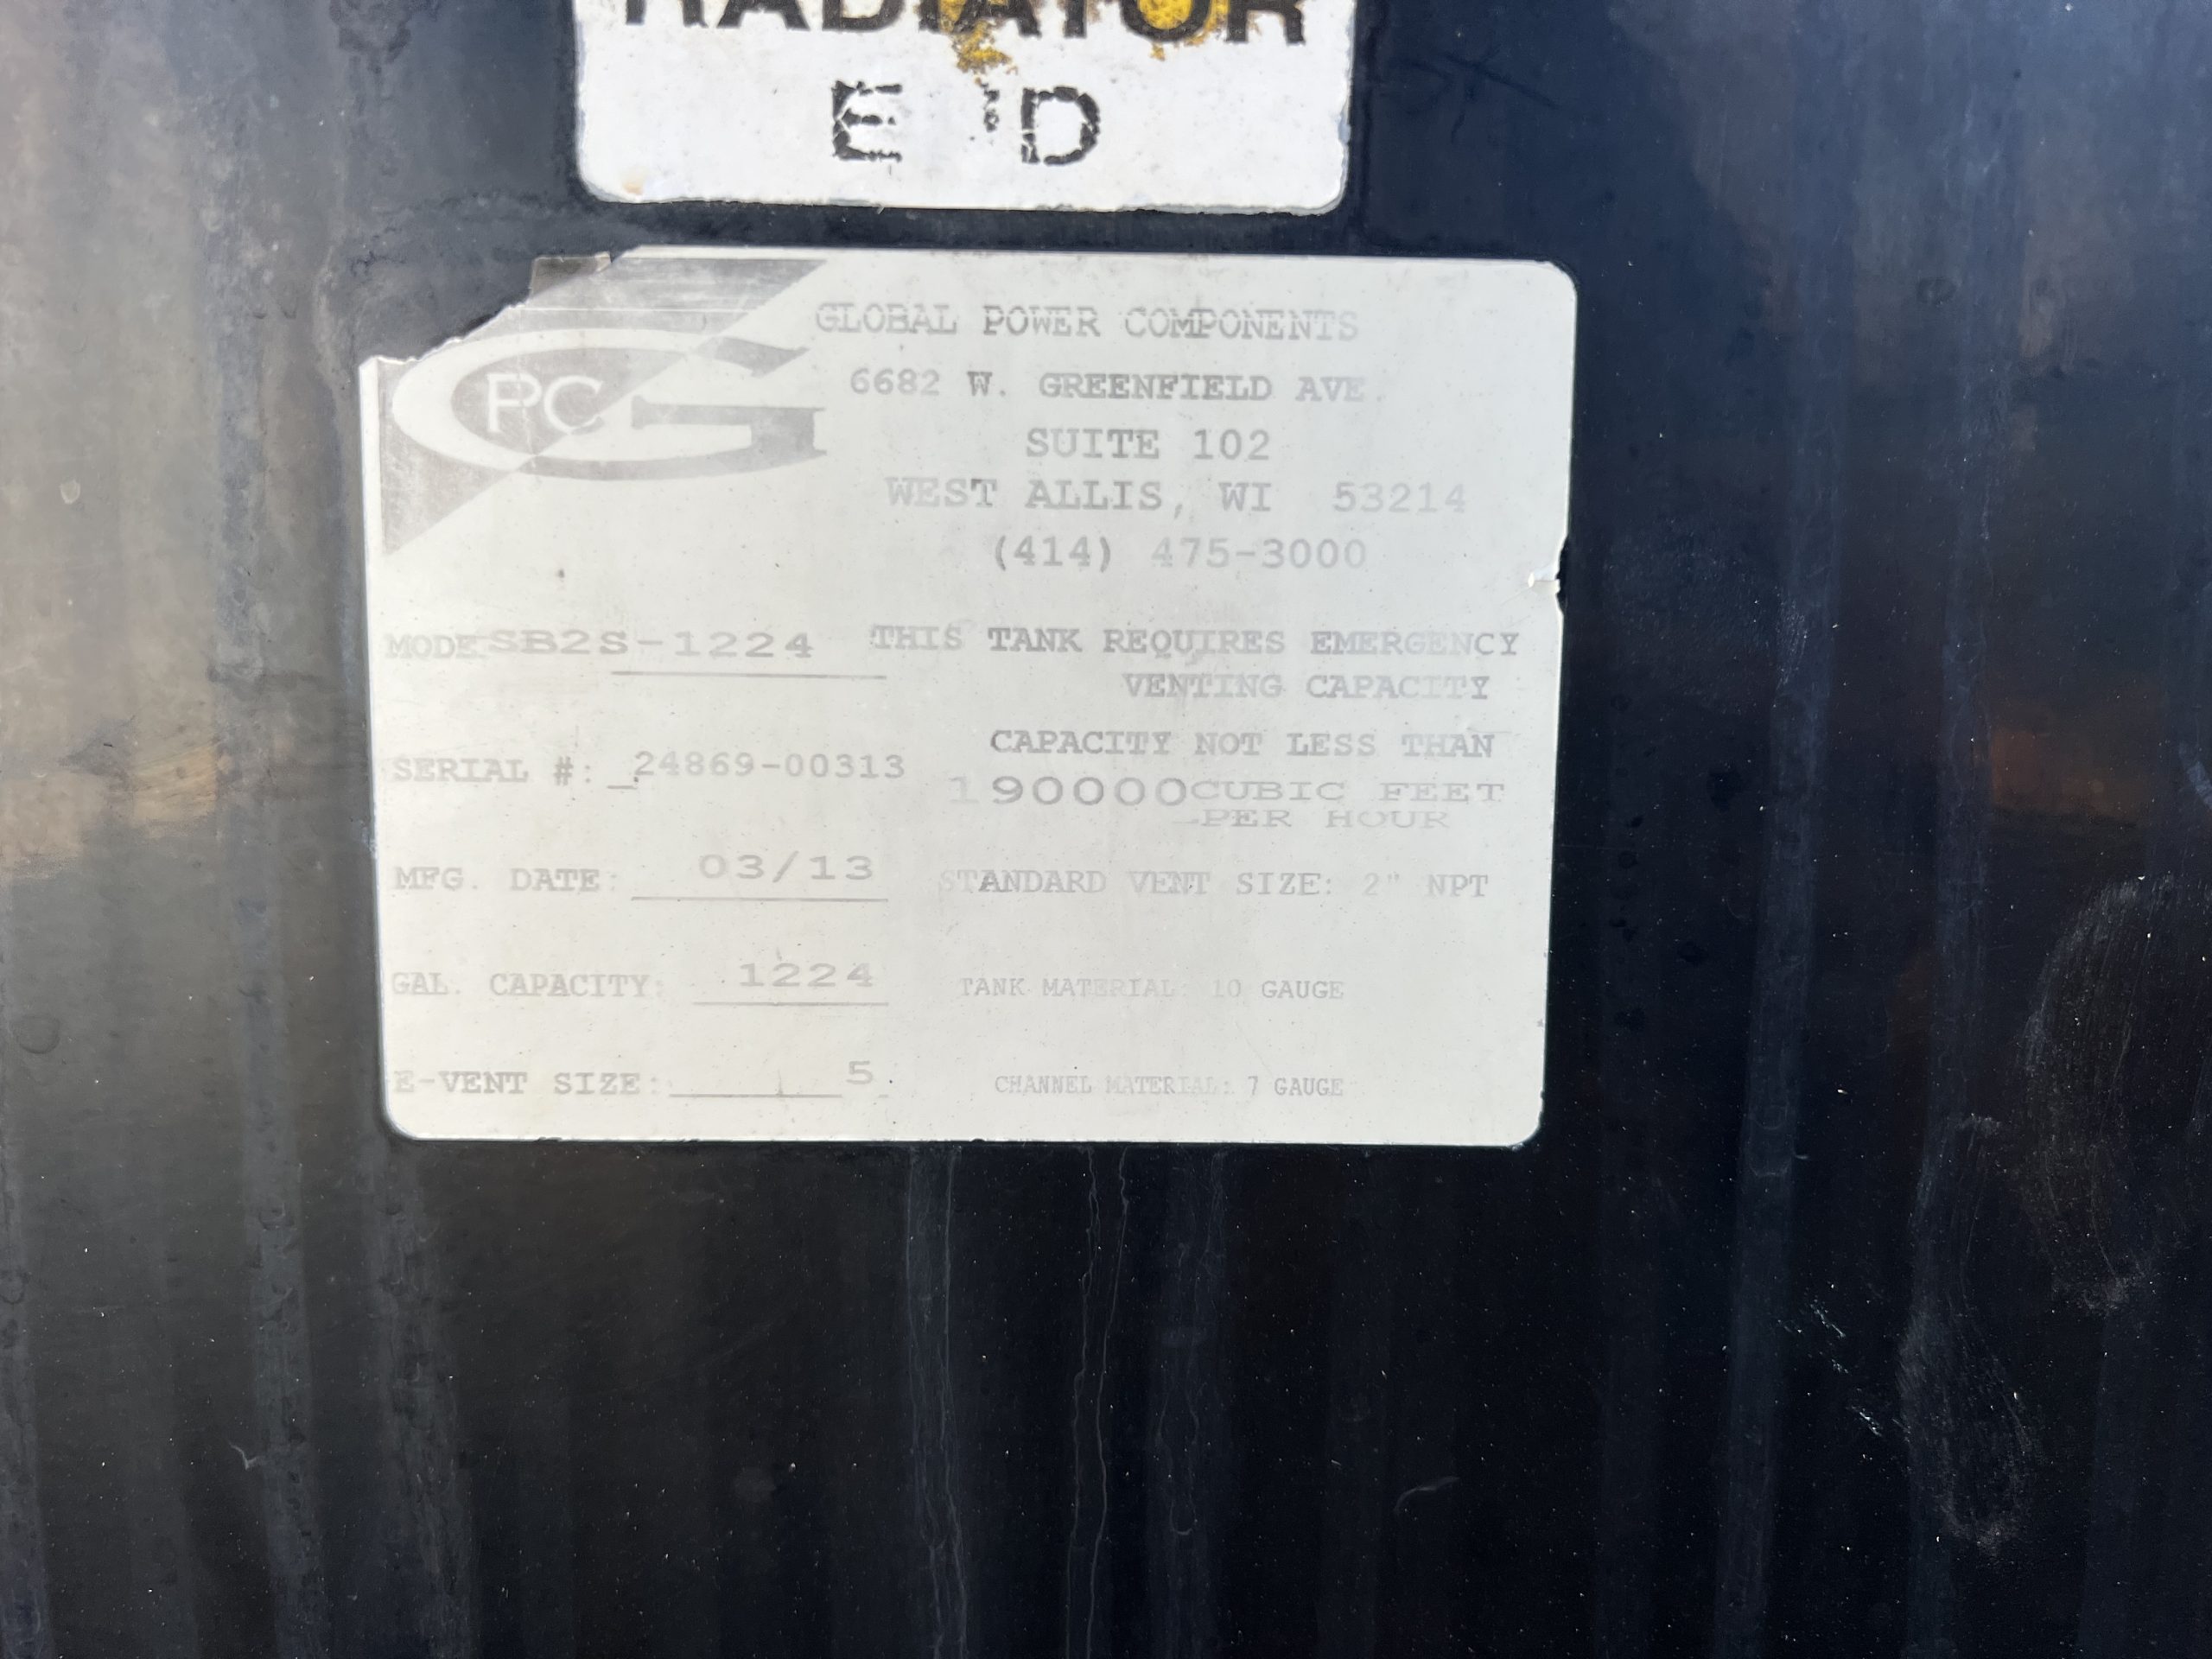 RADIATOR
E D
PCG
GLOBAL POWER COMPONENTS
6682 W. GREENFIELD AVE.
SUITE 102
WEST ALLIS, WI 53214
(414) 475-3000
MODE SB2S-1224
THIS TANK REQUIRES EMERGENCY
VENTING CAPACITY
CAPACITY NOT LESS THAN
SERIAL #: 24869-00313
190000 CUBIC FEET
PER HOUR
MFG. DATE: 03/13
STANDARD VENT SIZE: 2" NPT
GAL. CAPACITY: 1224
TANK MATERIAL: 10 GAUGE
E-VENT SIZE: 5
CHANNEL MATERIAL: 7 GAUGE